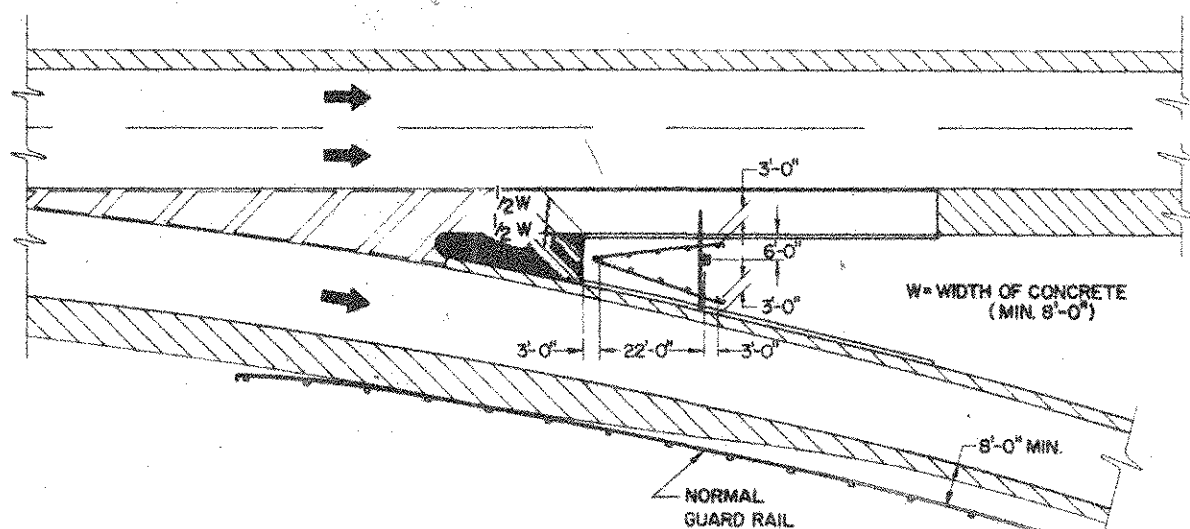 3'-0"
1/2 W
1/2 W
6'-0"
W= WIDTH OF CONCRETE
(MIN. 8'-0")
3'-0"
3'-0"
22'-0"
3'-0"
8'-0" MIN.
NORMAL
GUARD RAIL